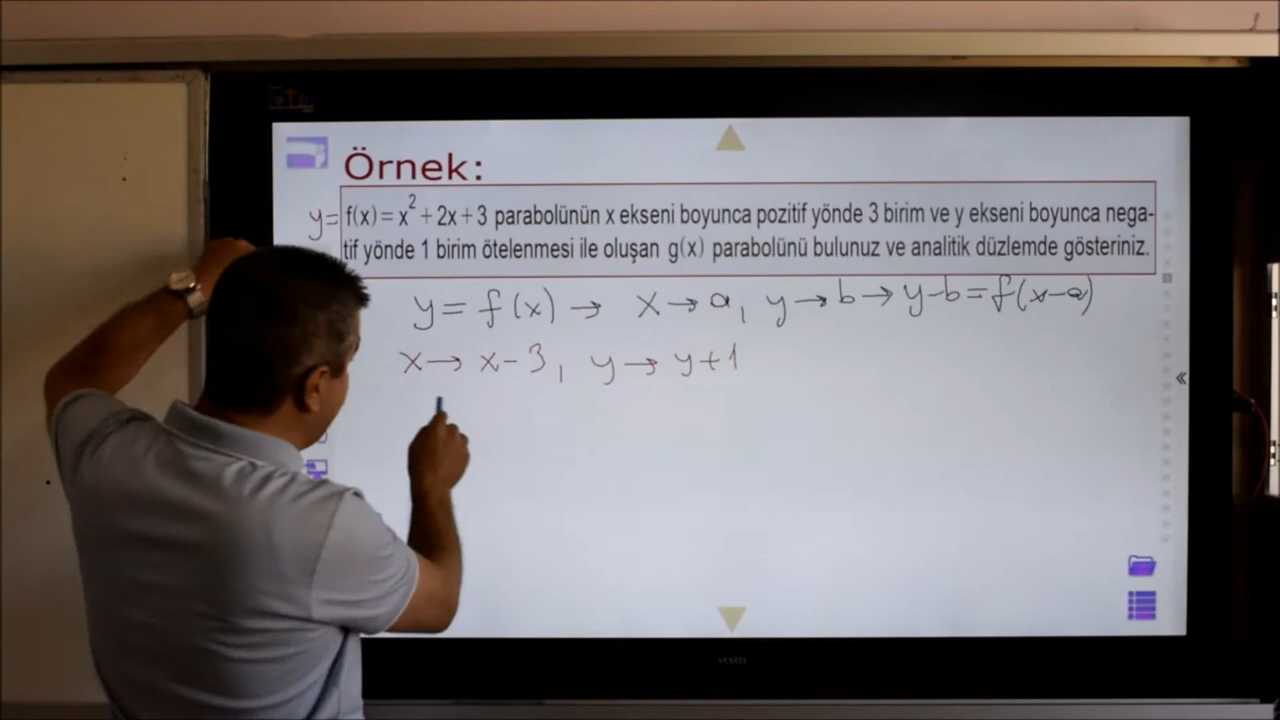 Örnek:
y= f(x) = x² + 2x + 3 parabolünün x ekseni boyunca pozitif yönde 3 birim ve y ekseni boyunca nega-
tif yönde 1 birim ötelenmesi ile oluşan g(x) parabolünü bulunuz ve analitik düzlemde gösteriniz.
y = f(x) → x → a, y → b → y-b = f(x-a)
x → x-3, y → y+1
«
VESTEL